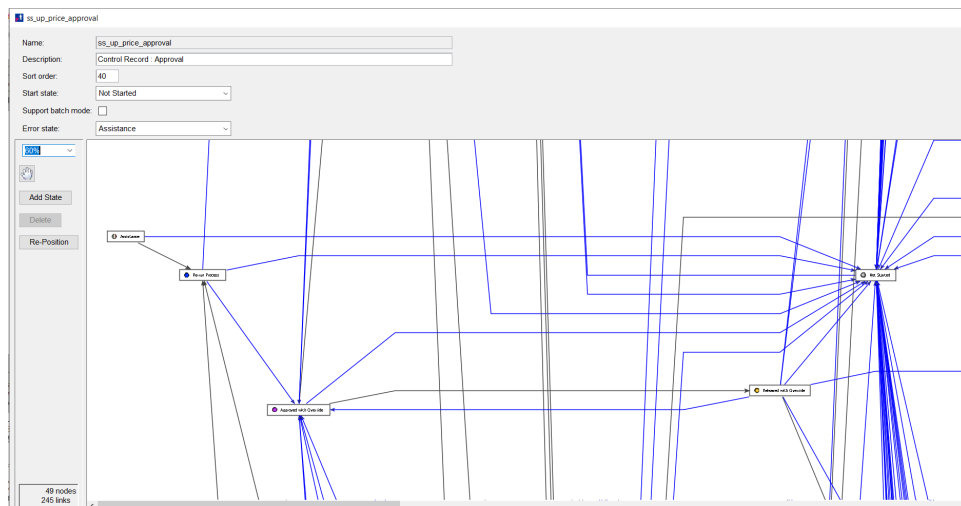 ss_up_price_approval
Name: ss_up_price_approval
Description: Control Record : Approval
Sort order: 40
Start state: Not Started
Support batch mode:
Error state: Assistance
60%
Add State
Delete
Re-Position
Assistance
Re-run Process
Not Started
Released with Override
Approved with Override
49 nodes
245 links